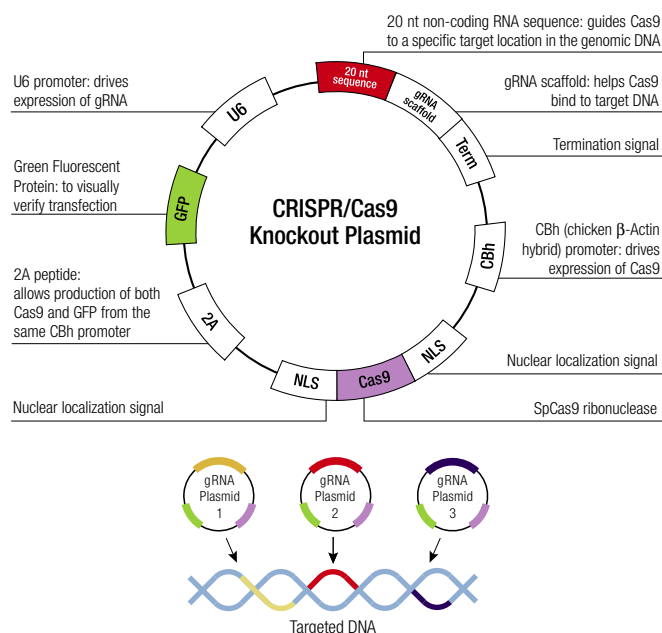 20 nt non-coding RNA sequence: guides Cas9
to a specific target location in the genomic DNA
U6 promoter: drives
expression of gRNA
gRNA scaffold: helps Cas9
bind to target DNA
Termination signal
Green Fluorescent
Protein: to visually
verify transfection
CBh (chicken β-Actin
hybrid) promoter: drives
expression of Cas9
2A peptide:
allows production of both
Cas9 and GFP from the
same CBh promoter
Nuclear localization signal
Nuclear localization signal
SpCas9 ribonuclease
20 nt
sequence
gRNA
scaffold
Term
CBh
NLS
Cas9
NLS
2A
GFP
U6
CRISPR/Cas9
Knockout Plasmid
gRNA
Plasmid
1
gRNA
Plasmid
2
gRNA
Plasmid
3
Targeted DNA